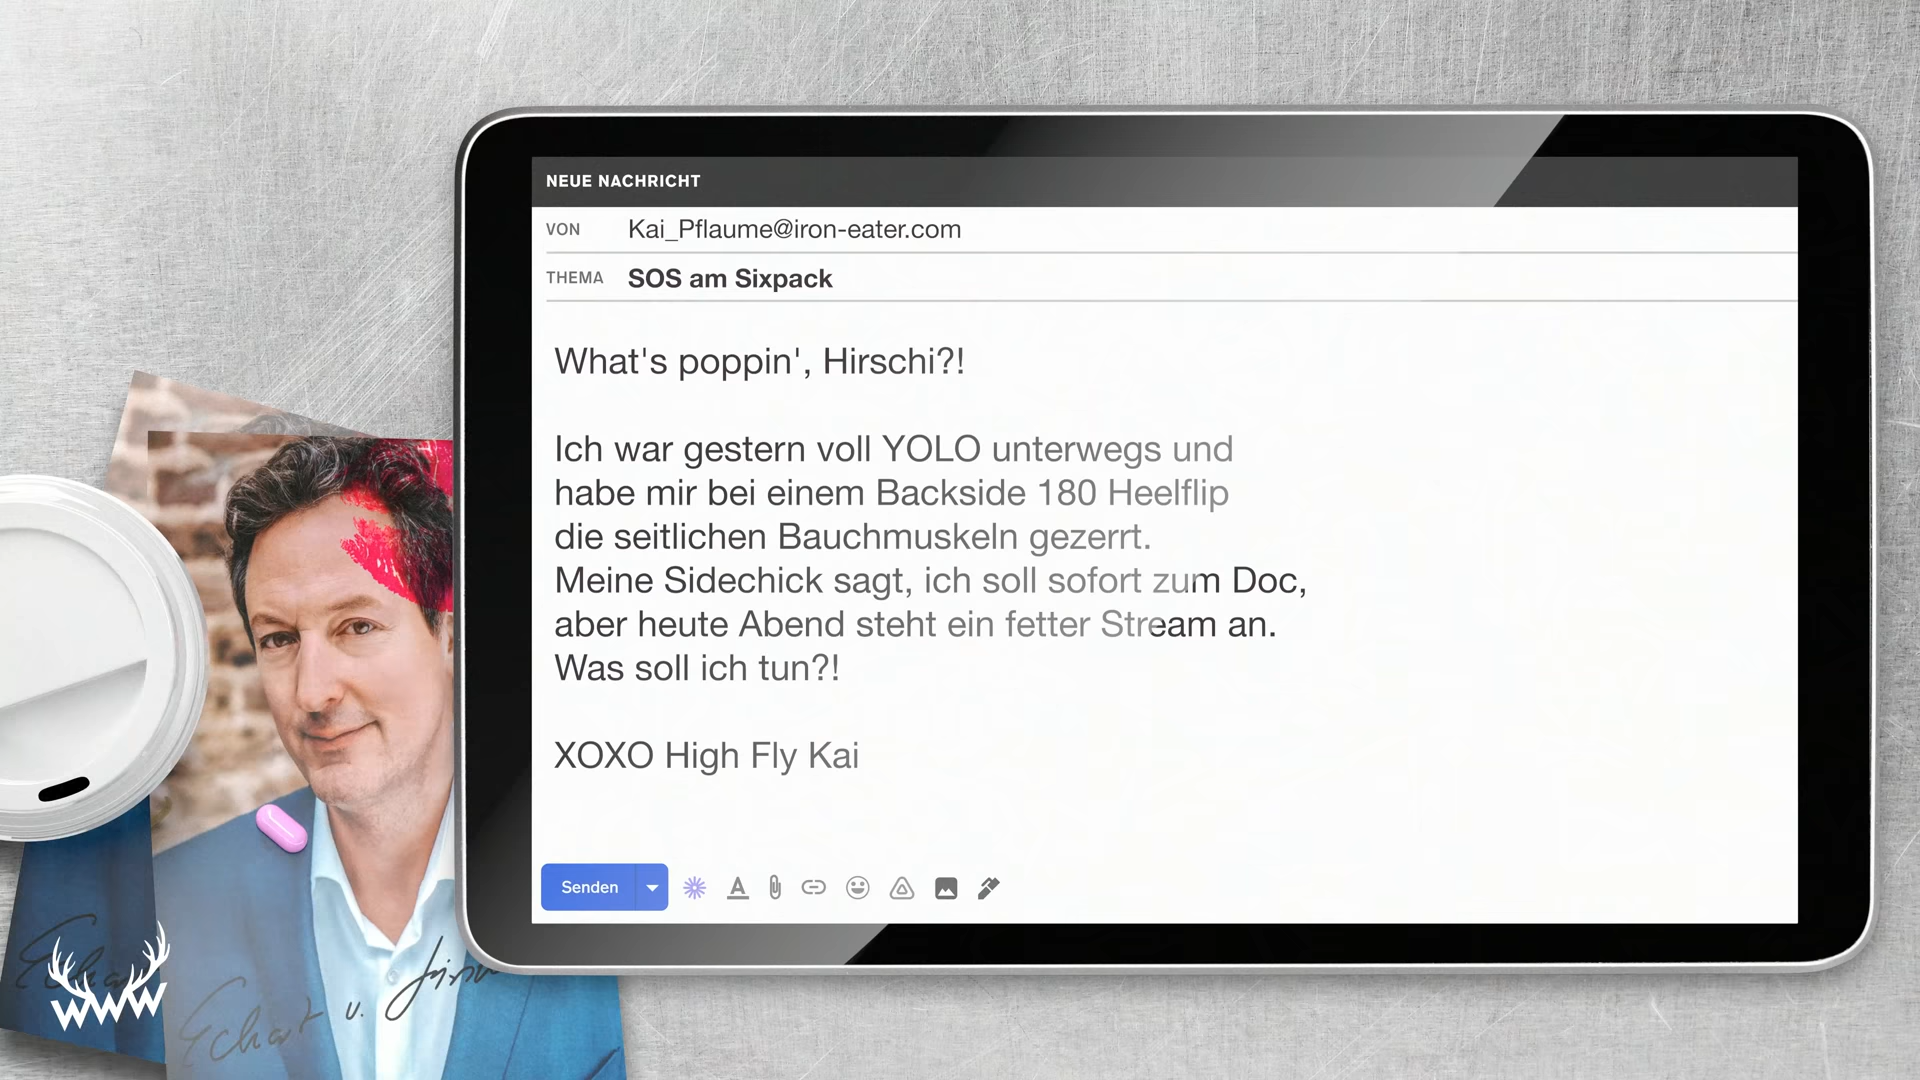 NEUE NACHRICHT
VON Kai_Pflaume@iron-eater.com
THEMA SOS am Sixpack
What's poppin', Hirschi?!
Ich war gestern voll YOLO unterwegs und
habe mir bei einem Backside 180 Heelflip
die seitlichen Bauchmuskeln gezerrt.
Meine Sidechick sagt, ich soll sofort zum Doc,
aber heute Abend steht ein fetter Stream an.
Was soll ich tun?!
XOXO High Fly Kai
Senden
WWW
Eckart v.